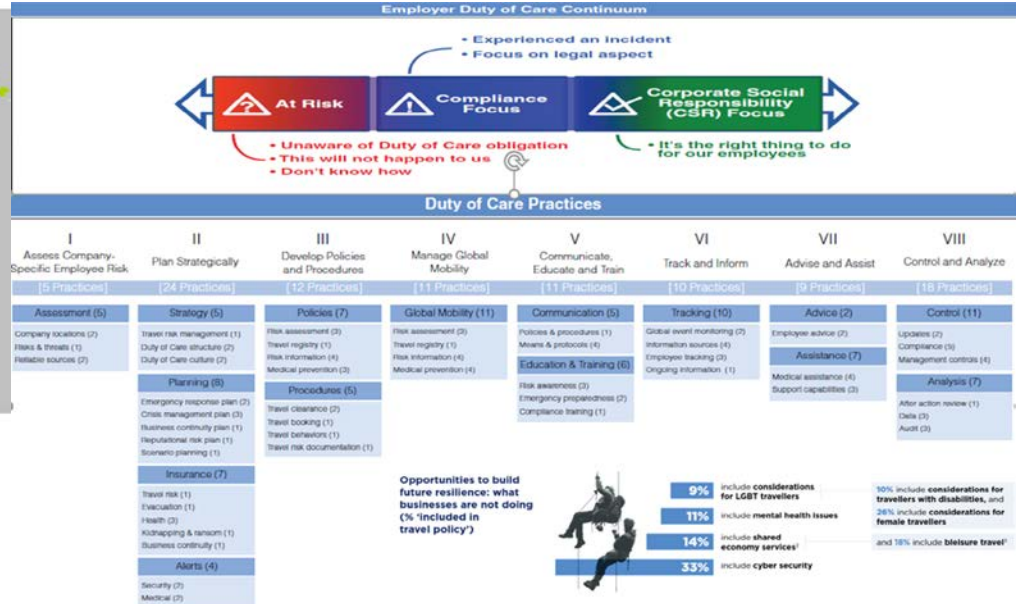 Employer Duty of Care Continuum
• Experienced an incident
• Focus on legal aspect
At Risk
Compliance
Focus
Corporate Social
Responsibility
(CSR) Focus
• Unaware of Duty of Care obligation
• This will not happen to us
• Don't know how
• It's the right thing to do
for our employees
Duty of Care Practices
I
Assess Company-
Specific Employee Risk
[5 Practices]
Assessment (5)
Company locations (2)
Risks & threats (1)
Reliable sources (2)
II
Plan Strategically
[24 Practices]
Strategy (5)
Travel risk management (1)
Duty of Care structure (2)
Duty of Care culture (2)
Planning (8)
Emergency response plan (2)
Crisis management plan (3)
Business continuity plan (1)
Reputational risk plan (1)
Scenario planning (1)
Insurance (7)
Travel risk (1)
Evacuation (1)
Health (3)
Kidnapping & ransom (1)
Business continuity (1)
Alerts (4)
Security (2)
Medical (2)
III
Develop Policies
and Procedures
[12 Practices]
Policies (7)
Risk assessment (3)
Travel registry (1)
Risk information (4)
Medical prevention (3)
Procedures (5)
Travel clearance (2)
Travel booking (1)
Travel behaviors (1)
Travel risk documentation (1)
IV
Manage Global
Mobility
[11 Practices]
Global Mobility (11)
Risk assessment (3)
Travel registry (1)
Risk information (4)
Medical prevention (4)
V
Communicate,
Educate and Train
[11 Practices]
Communication (5)
Policies & procedures (1)
Means & protocols (4)
Education & Training (6)
Risk awareness (3)
Emergency preparedness (2)
Compliance training (1)
VI
Track and Inform
[10 Practices]
Tracking (10)
Global event monitoring (2)
Information sources (4)
Employee tracking (3)
Ongoing information (1)
VII
Advise and Assist
[9 Practices]
Advice (2)
Employee advice (2)
Assistance (7)
Medical assistance (4)
Support capabilities (3)
VIII
Control and Analyze
[18 Practices]
Control (11)
Updates (2)
Compliance (5)
Management controls (4)
Analysis (7)
After action review (1)
Data (3)
Audit (3)
Opportunities to build
future resilience: what
businesses are not doing
(% 'included in
travel policy')
9% include considerations
for LGBT travellers
11% include mental health issues
14% include shared
economy services²
33% include cyber security
10% include considerations for
travellers with disabilities, and
26% include considerations for
female travellers
and 18% include bleisure travel³